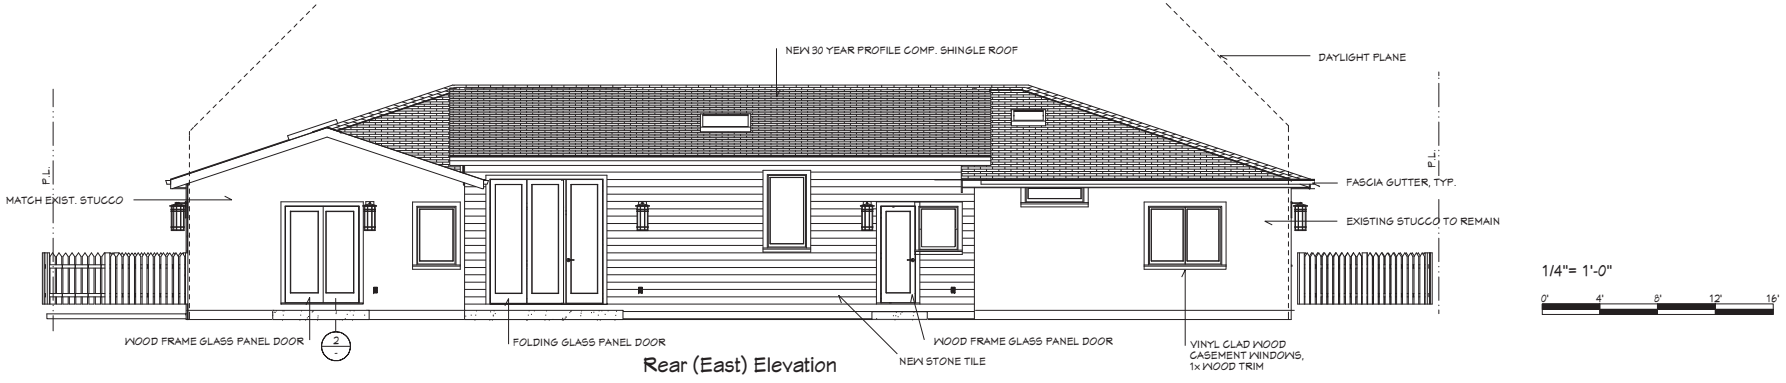 NEW 30 YEAR PROFILE COMP. SHINGLE ROOF
DAYLIGHT PLANE
P.L.
P.L.
MATCH EXIST. STUCCO
FASCIA GUTTER, TYP.
EXISTING STUCCO TO REMAIN
1/4"= 1'-0"
0' 4' 8' 12' 16'
WOOD FRAME GLASS PANEL DOOR
2
-
FOLDING GLASS PANEL DOOR
WOOD FRAME GLASS PANEL DOOR
NEW STONE TILE
VINYL CLAD WOOD
CASEMENT WINDOWS,
1x WOOD TRIM
Rear (East) Elevation